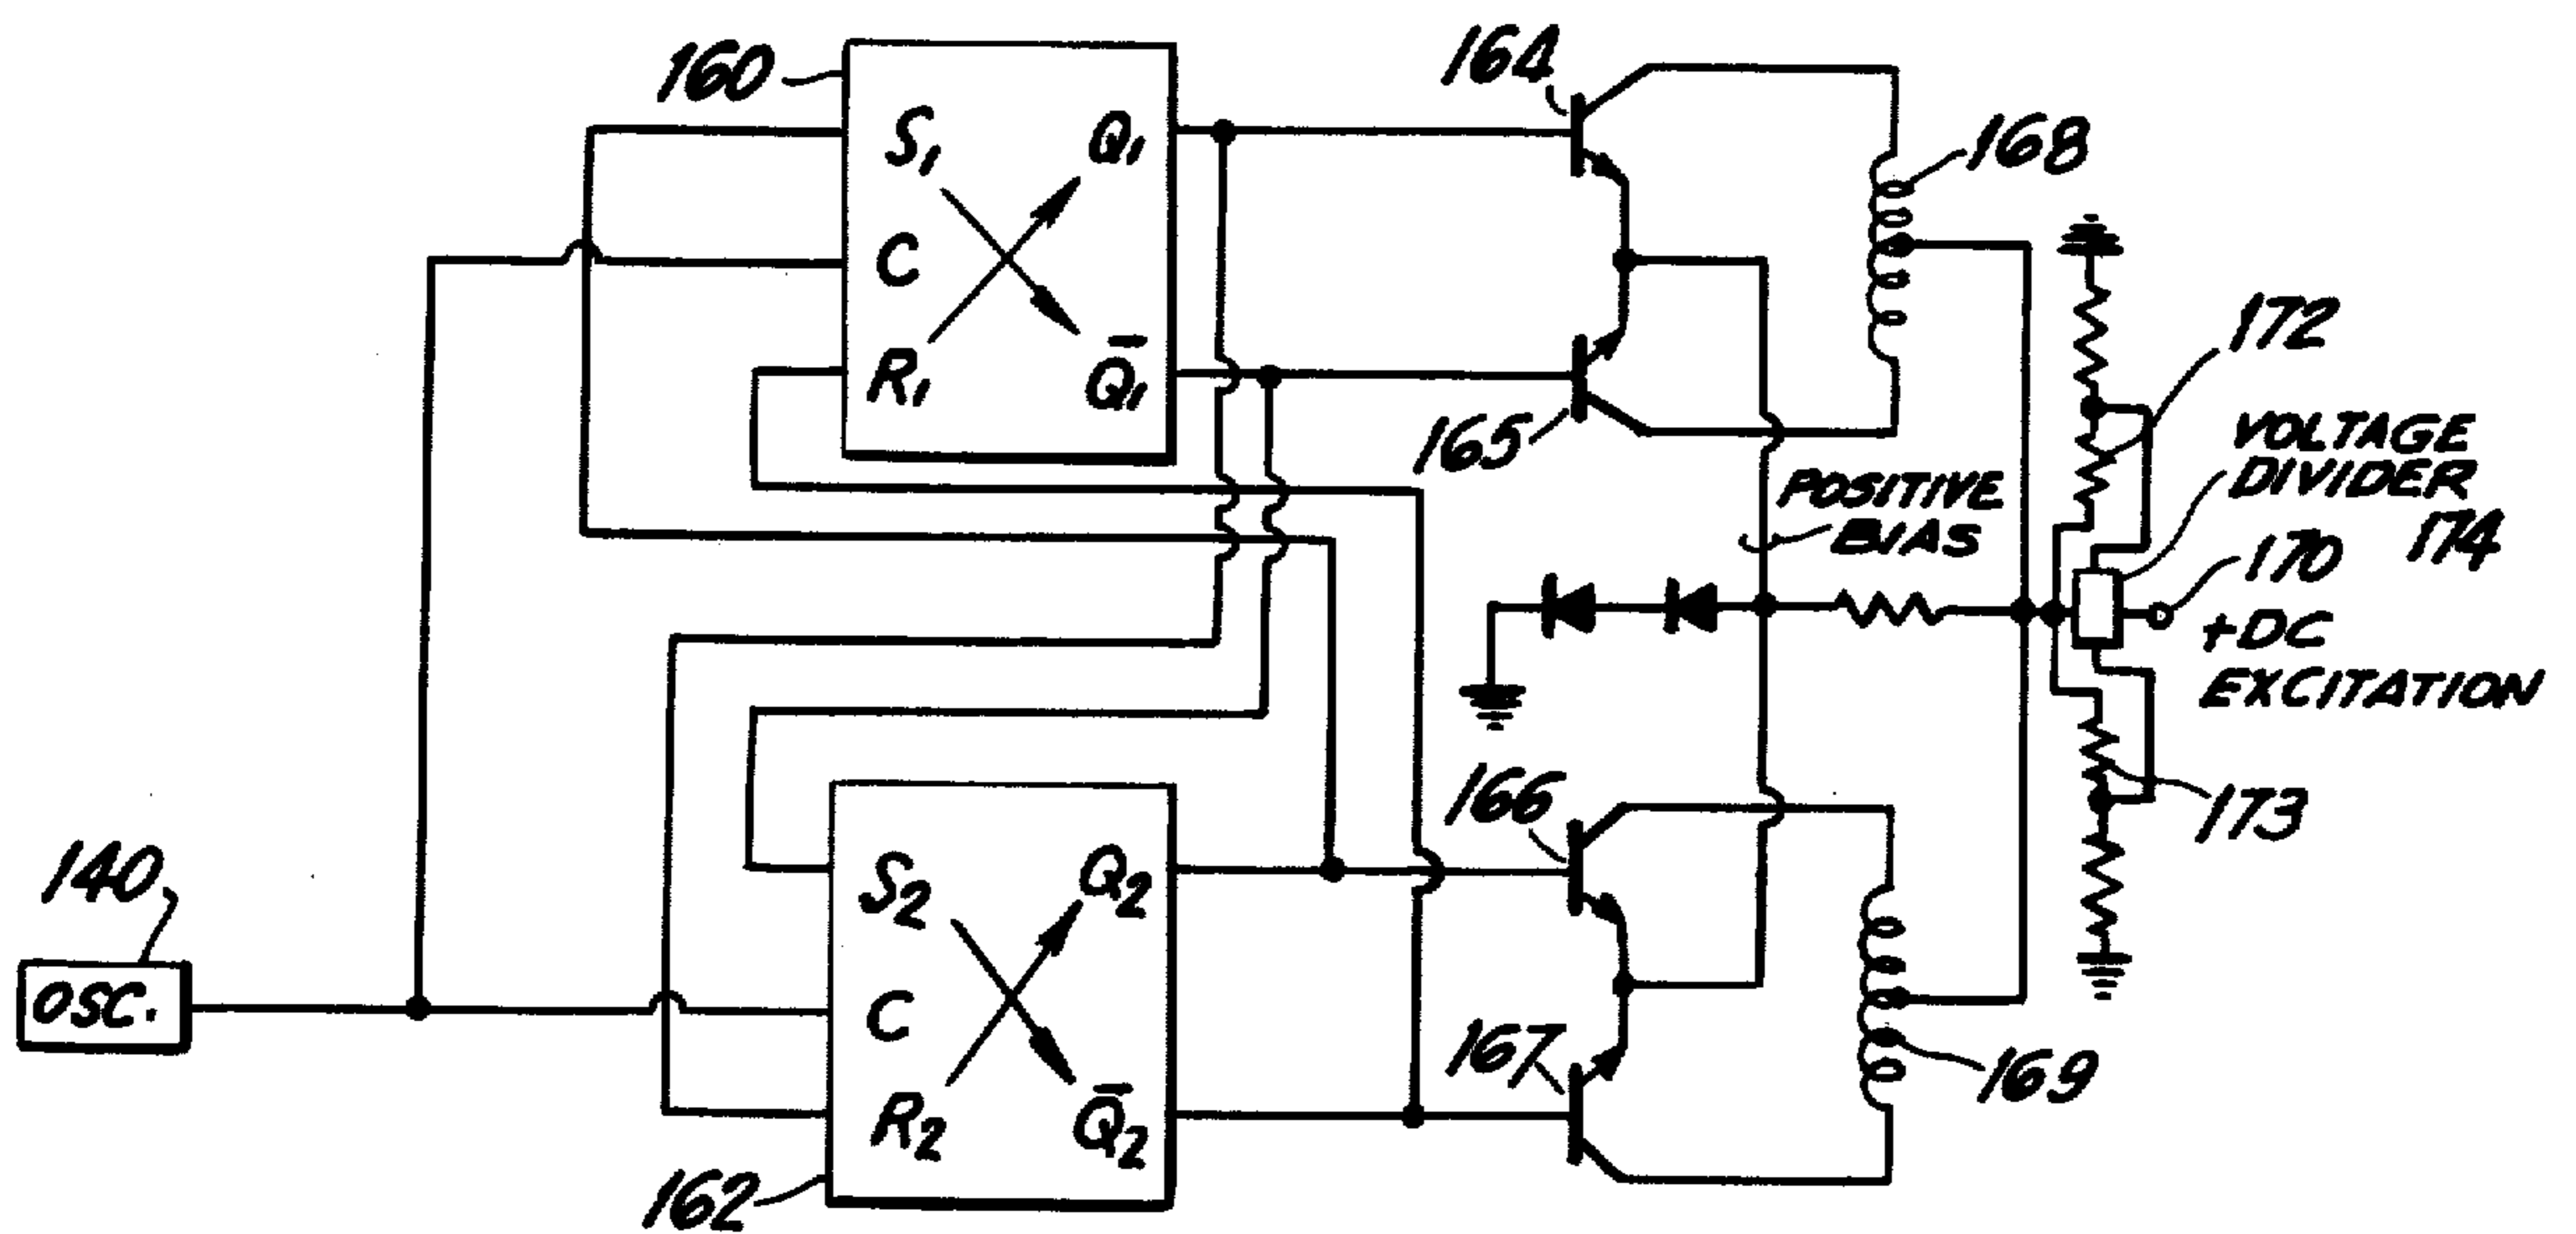 160
S₁
Q₁
C
R₁
Q̅₁
164
168
165
172
VOLTAGE
DIVIDER
174
POSITIVE
BIAS
170
+DC
EXCITATION
140
OSC.
S₂
Q₂
C
R₂
Q̅₂
162
166
167
169
173